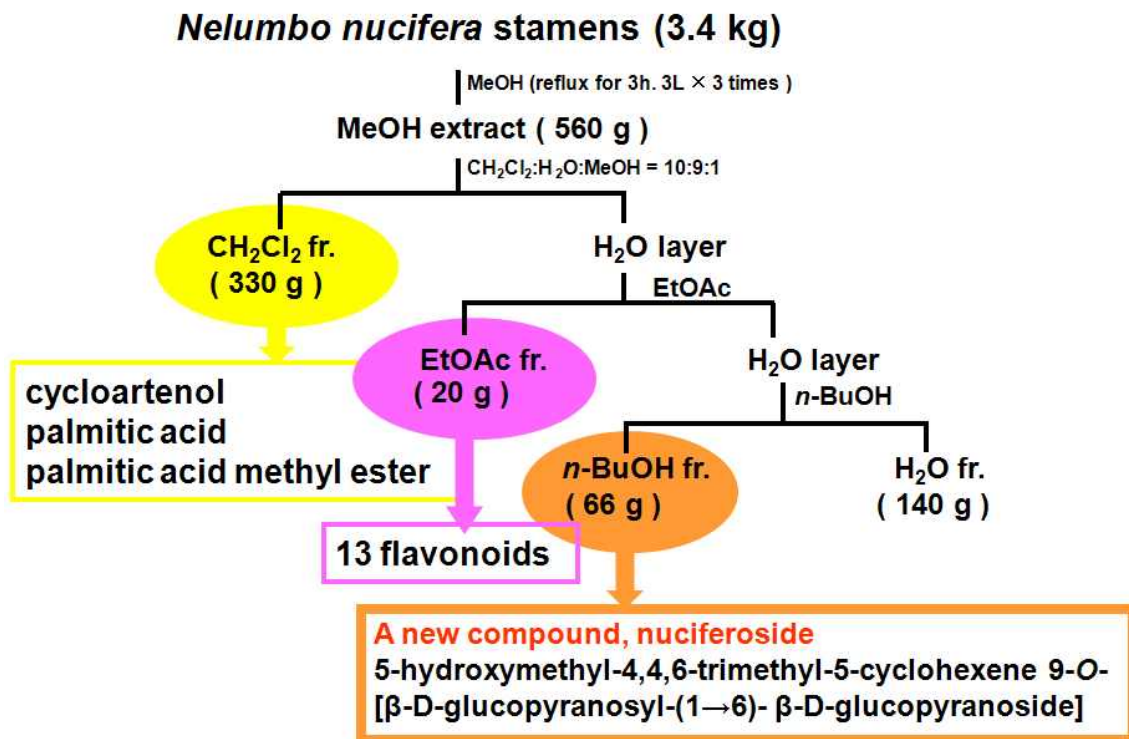 Nelumbo nucifera stamens (3.4 kg)
MeOH (reflux for 3h. 3L × 3 times )
MeOH extract ( 560 g )
CH₂Cl₂:H₂O:MeOH = 10:9:1
CH₂Cl₂ fr.
( 330 g )
H₂O layer
EtOAc
EtOAc fr.
( 20 g )
H₂O layer
n-BuOH
cycloartenol
palmitic acid
palmitic acid methyl ester
n-BuOH fr.
( 66 g )
H₂O fr.
( 140 g )
13 flavonoids
A new compound, nuciferoside
5-hydroxymethyl-4,4,6-trimethyl-5-cyclohexene 9-O-
[β-D-glucopyranosyl-(1→6)- β-D-glucopyranoside]